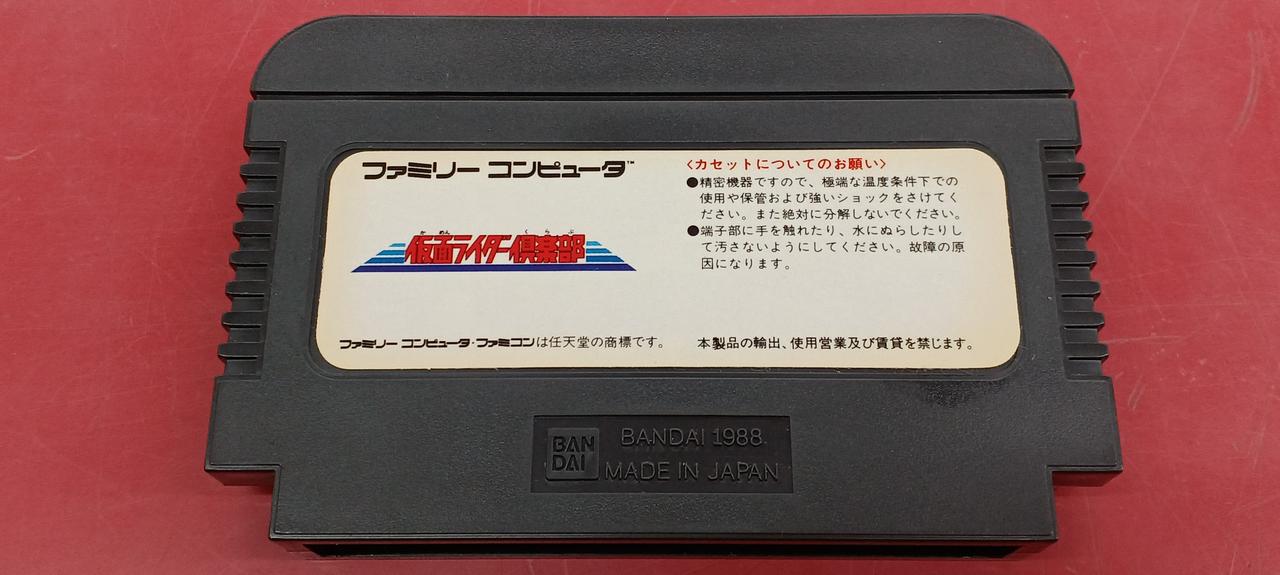 ファミリー コンピュータ™
かめん くらぶ
仮面ライダー倶楽部
〈カセットについてのお願い〉
●精密機器ですので、極端な温度条件下での
使用や保管および強いショックをさけてく
ださい。また絶対に分解しないでください。
●端子部に手を触れたり、水にぬらしたりし
て汚さないようにしてください。故障の原
因になります。
ファミリー コンピュータ・ファミコンは任天堂の商標です。
本製品の輸出、使用営業及び賃貸を禁じます。
BAN
DAI
BANDAI 1988
MADE IN JAPAN